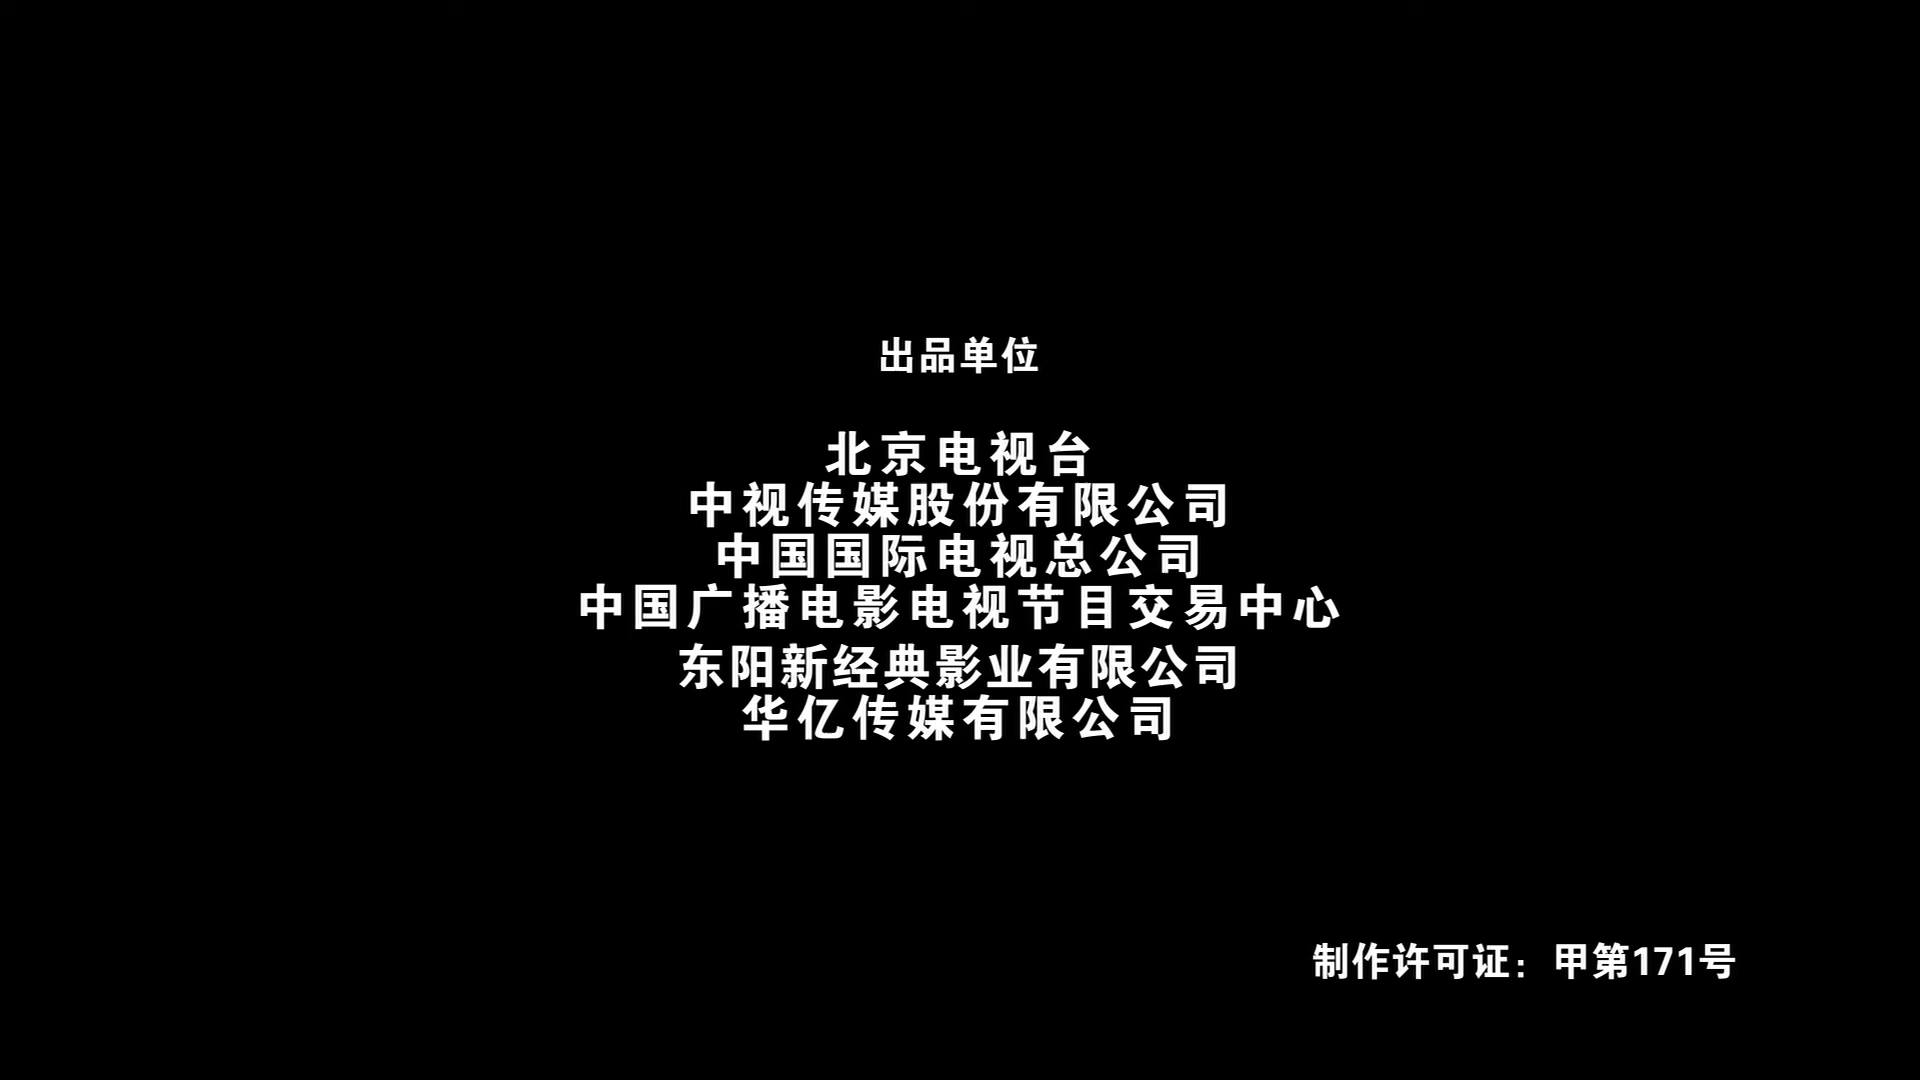 出品单位
北京电视台
中视传媒股份有限公司
中国国际电视总公司
中国广播电影电视节目交易中心
东阳新经典影业有限公司
华亿传媒有限公司
制作许可证：甲第171号